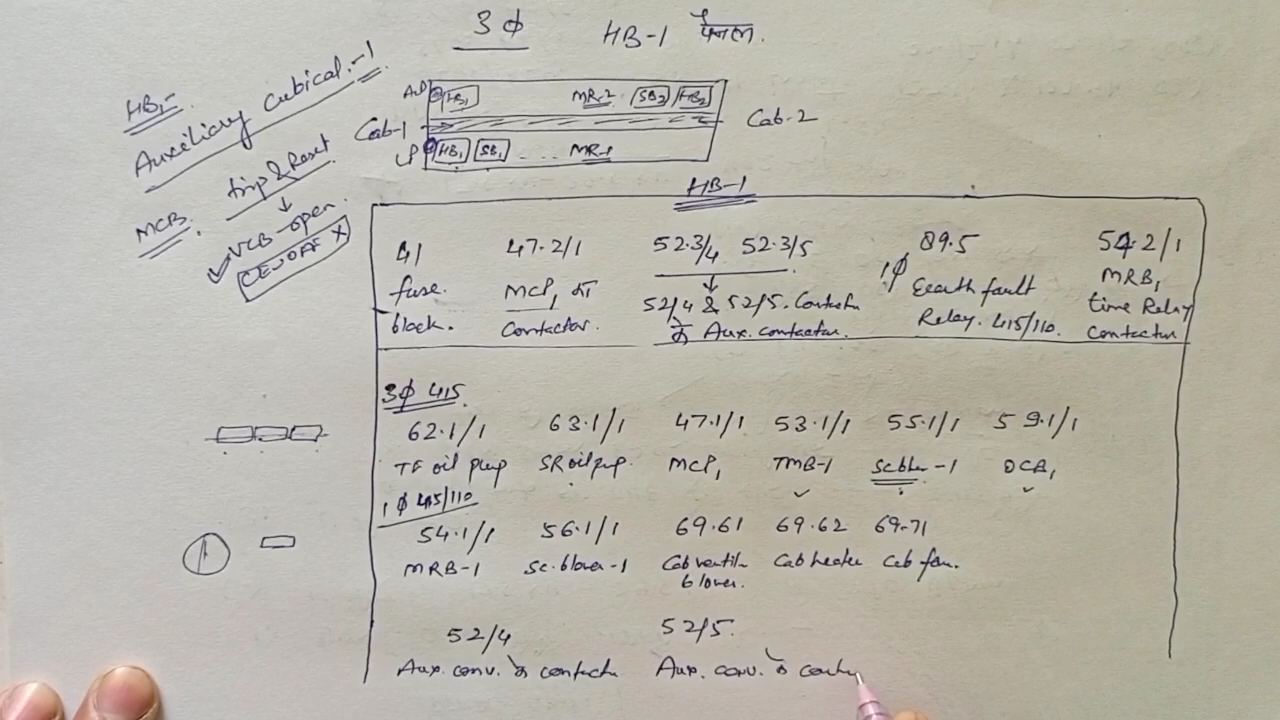 3φ HB-1 पैनल.
HB1-
Auxiliary Cubical.-1
MCB. trip & Reset
VCB-open.
ALP HB1 MR-2 SB2 HB2
Cab-1 Cab-2
LP HB1 SB1 .... MR-1
HB-1
41 47.2/1 52.3/4 52.3/5 89.5 54.2/1
fuse. MCP1 का 1φ Eearth fault MRB1
block. Contactor. 52/4 & 52/5. Contactor Relay. 415/110. time Relay
का Aux. contactor. contactor
3φ 415
62.1/1 63.1/1 47.1/1 53.1/1 55.1/1 59.1/1
TF oil pump SR oil pump. MCP1 TMB-1 -1 OCB1
1φ 415/110
54.1/1 56.1/1 69.61 69.62 69.71
MRB-1 Sc. blower-1 Cab ventil Cab heater Cab fan.
blower.
52/4 52/5.
Aux. conv. का contactor Aux. conv. का